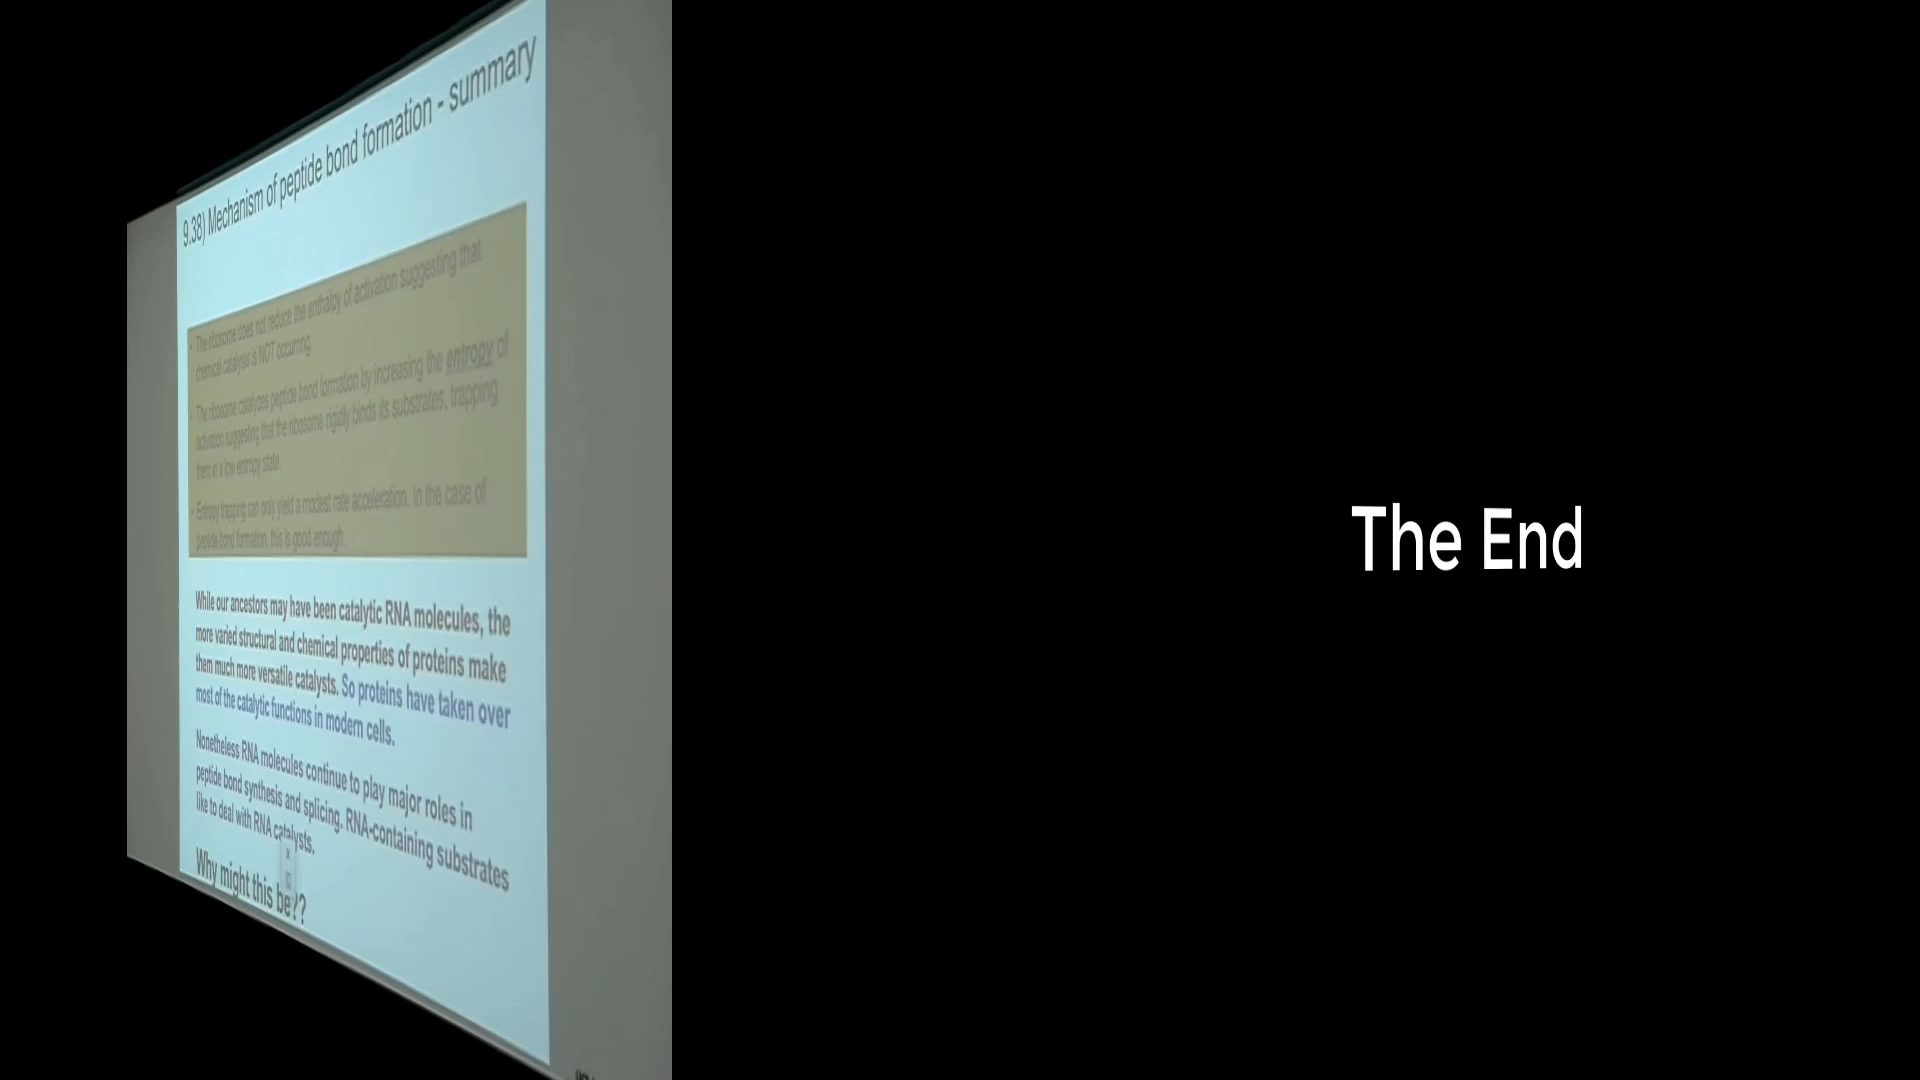 9.38) Mechanism of peptide bond formation - summary
• The ribosome does not reduce the enthalpy of activation suggesting that
chemical catalysis is NOT occurring.
• The ribosome catalyzes peptide bond formation by increasing the entropy of
activation suggesting that the ribosome rigidly binds its substrates, trapping
them in a low entropy state.
• Entropy trapping can only yield a modest rate acceleration. In the case of
peptide bond formation, this is good enough.
While our ancestors may have been catalytic RNA molecules, the
more varied structural and chemical properties of proteins make
them much more versatile catalysts. So proteins have taken over
most of the catalytic functions in modern cells.
Nonetheless RNA molecules continue to play major roles in
peptide bond synthesis and splicing. RNA-containing substrates
like to deal with RNA catalysts.
Why might this be??
The End